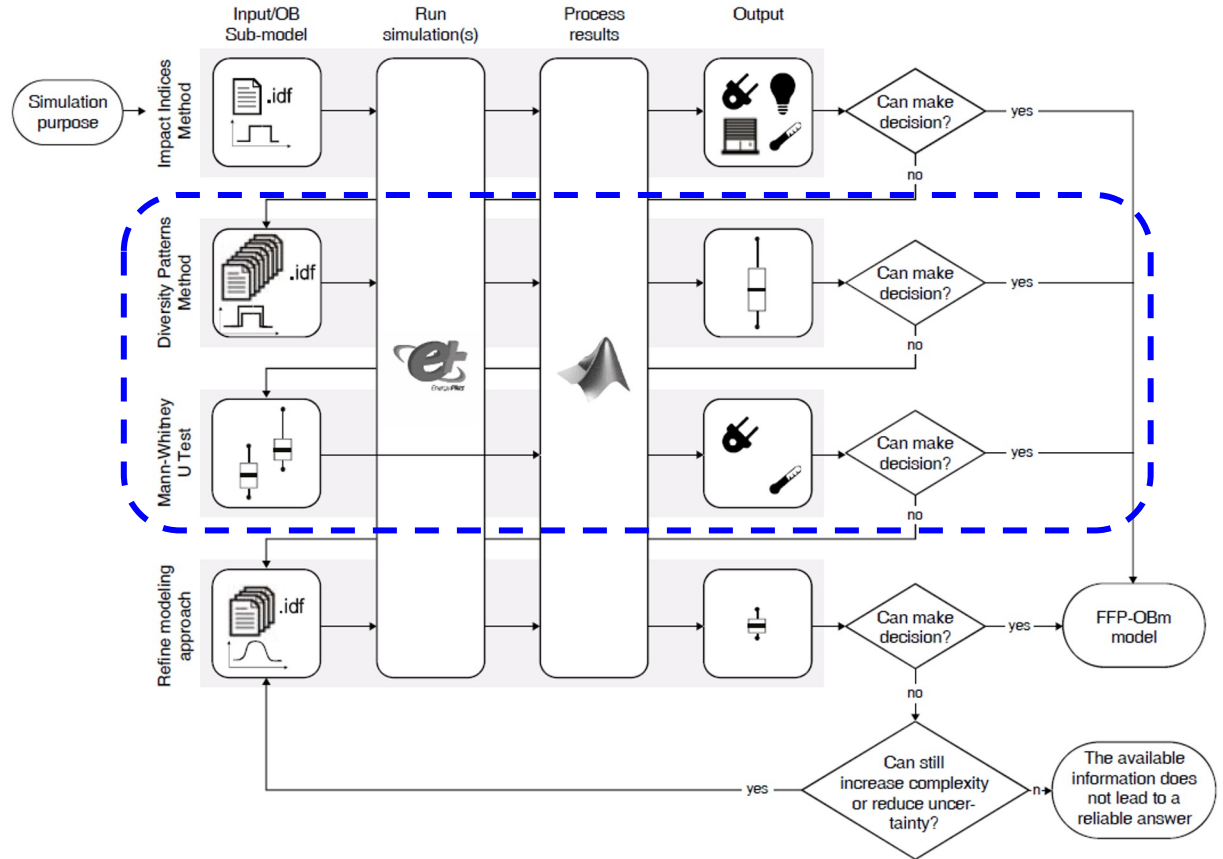 Input/OB
Sub-model
Run
simulation(s)
Process
results
Output
Simulation
purpose
Impact Indices
Method
.idf
Can make
decision?
yes
no
Diversity Patterns
Method
.idf
Can make
decision?
yes
no
e+
EnergyPlus
Mann-Whitney
U Test
Can make
decision?
yes
no
Refine modeling
approach
.idf
Can make
decision?
yes
FFP-OBm
model
no
Can still
increase complexity
or reduce uncer-
tainty?
yes
n
The available
information does
not lead to a
reliable answer